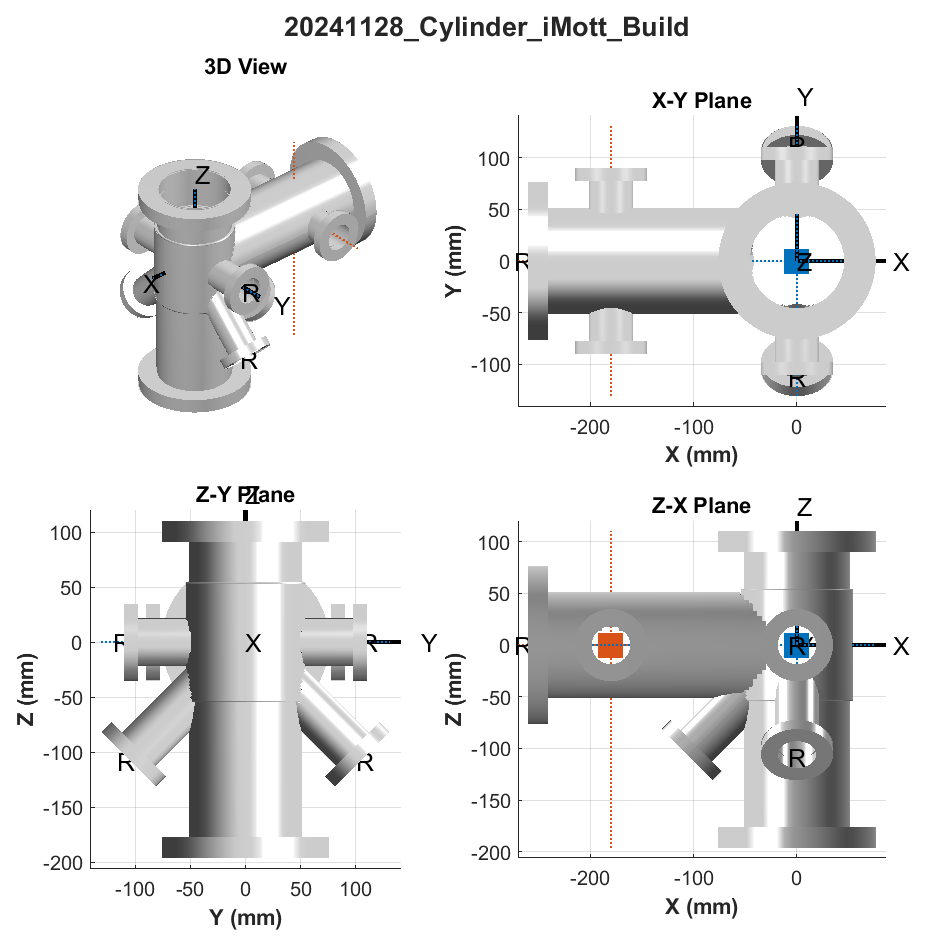 20241128_Cylinder_iMott_Build
3D View
Z
X
R
Y
R
X-Y Plane
Y
100
50
0
-50
-100
Y (mm)
R
R
Z
X
R
-200
-100
0
X (mm)
Z-Y Plane
Z
100
50
0
-50
-100
-150
-200
Z (mm)
R
X
R
Y
R
R
-100
-50
0
50
100
Y (mm)
Z-X Plane
Z
100
50
0
-50
-100
-150
-200
Z (mm)
R
R
X
R
-200
-100
0
X (mm)